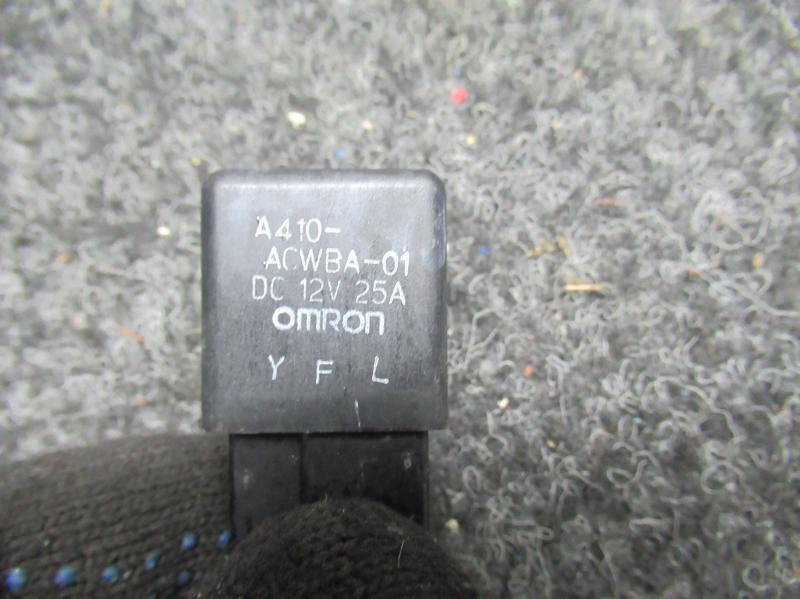 A410-
ACWBA-01
DC 12V 25A
OMRON
Y F L